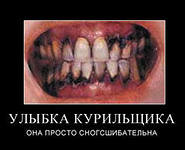 УЛЫБКА КУРИЛЬЩИКА
ОНА ПРОСТО СНОГСШИБАТЕЛЬНА